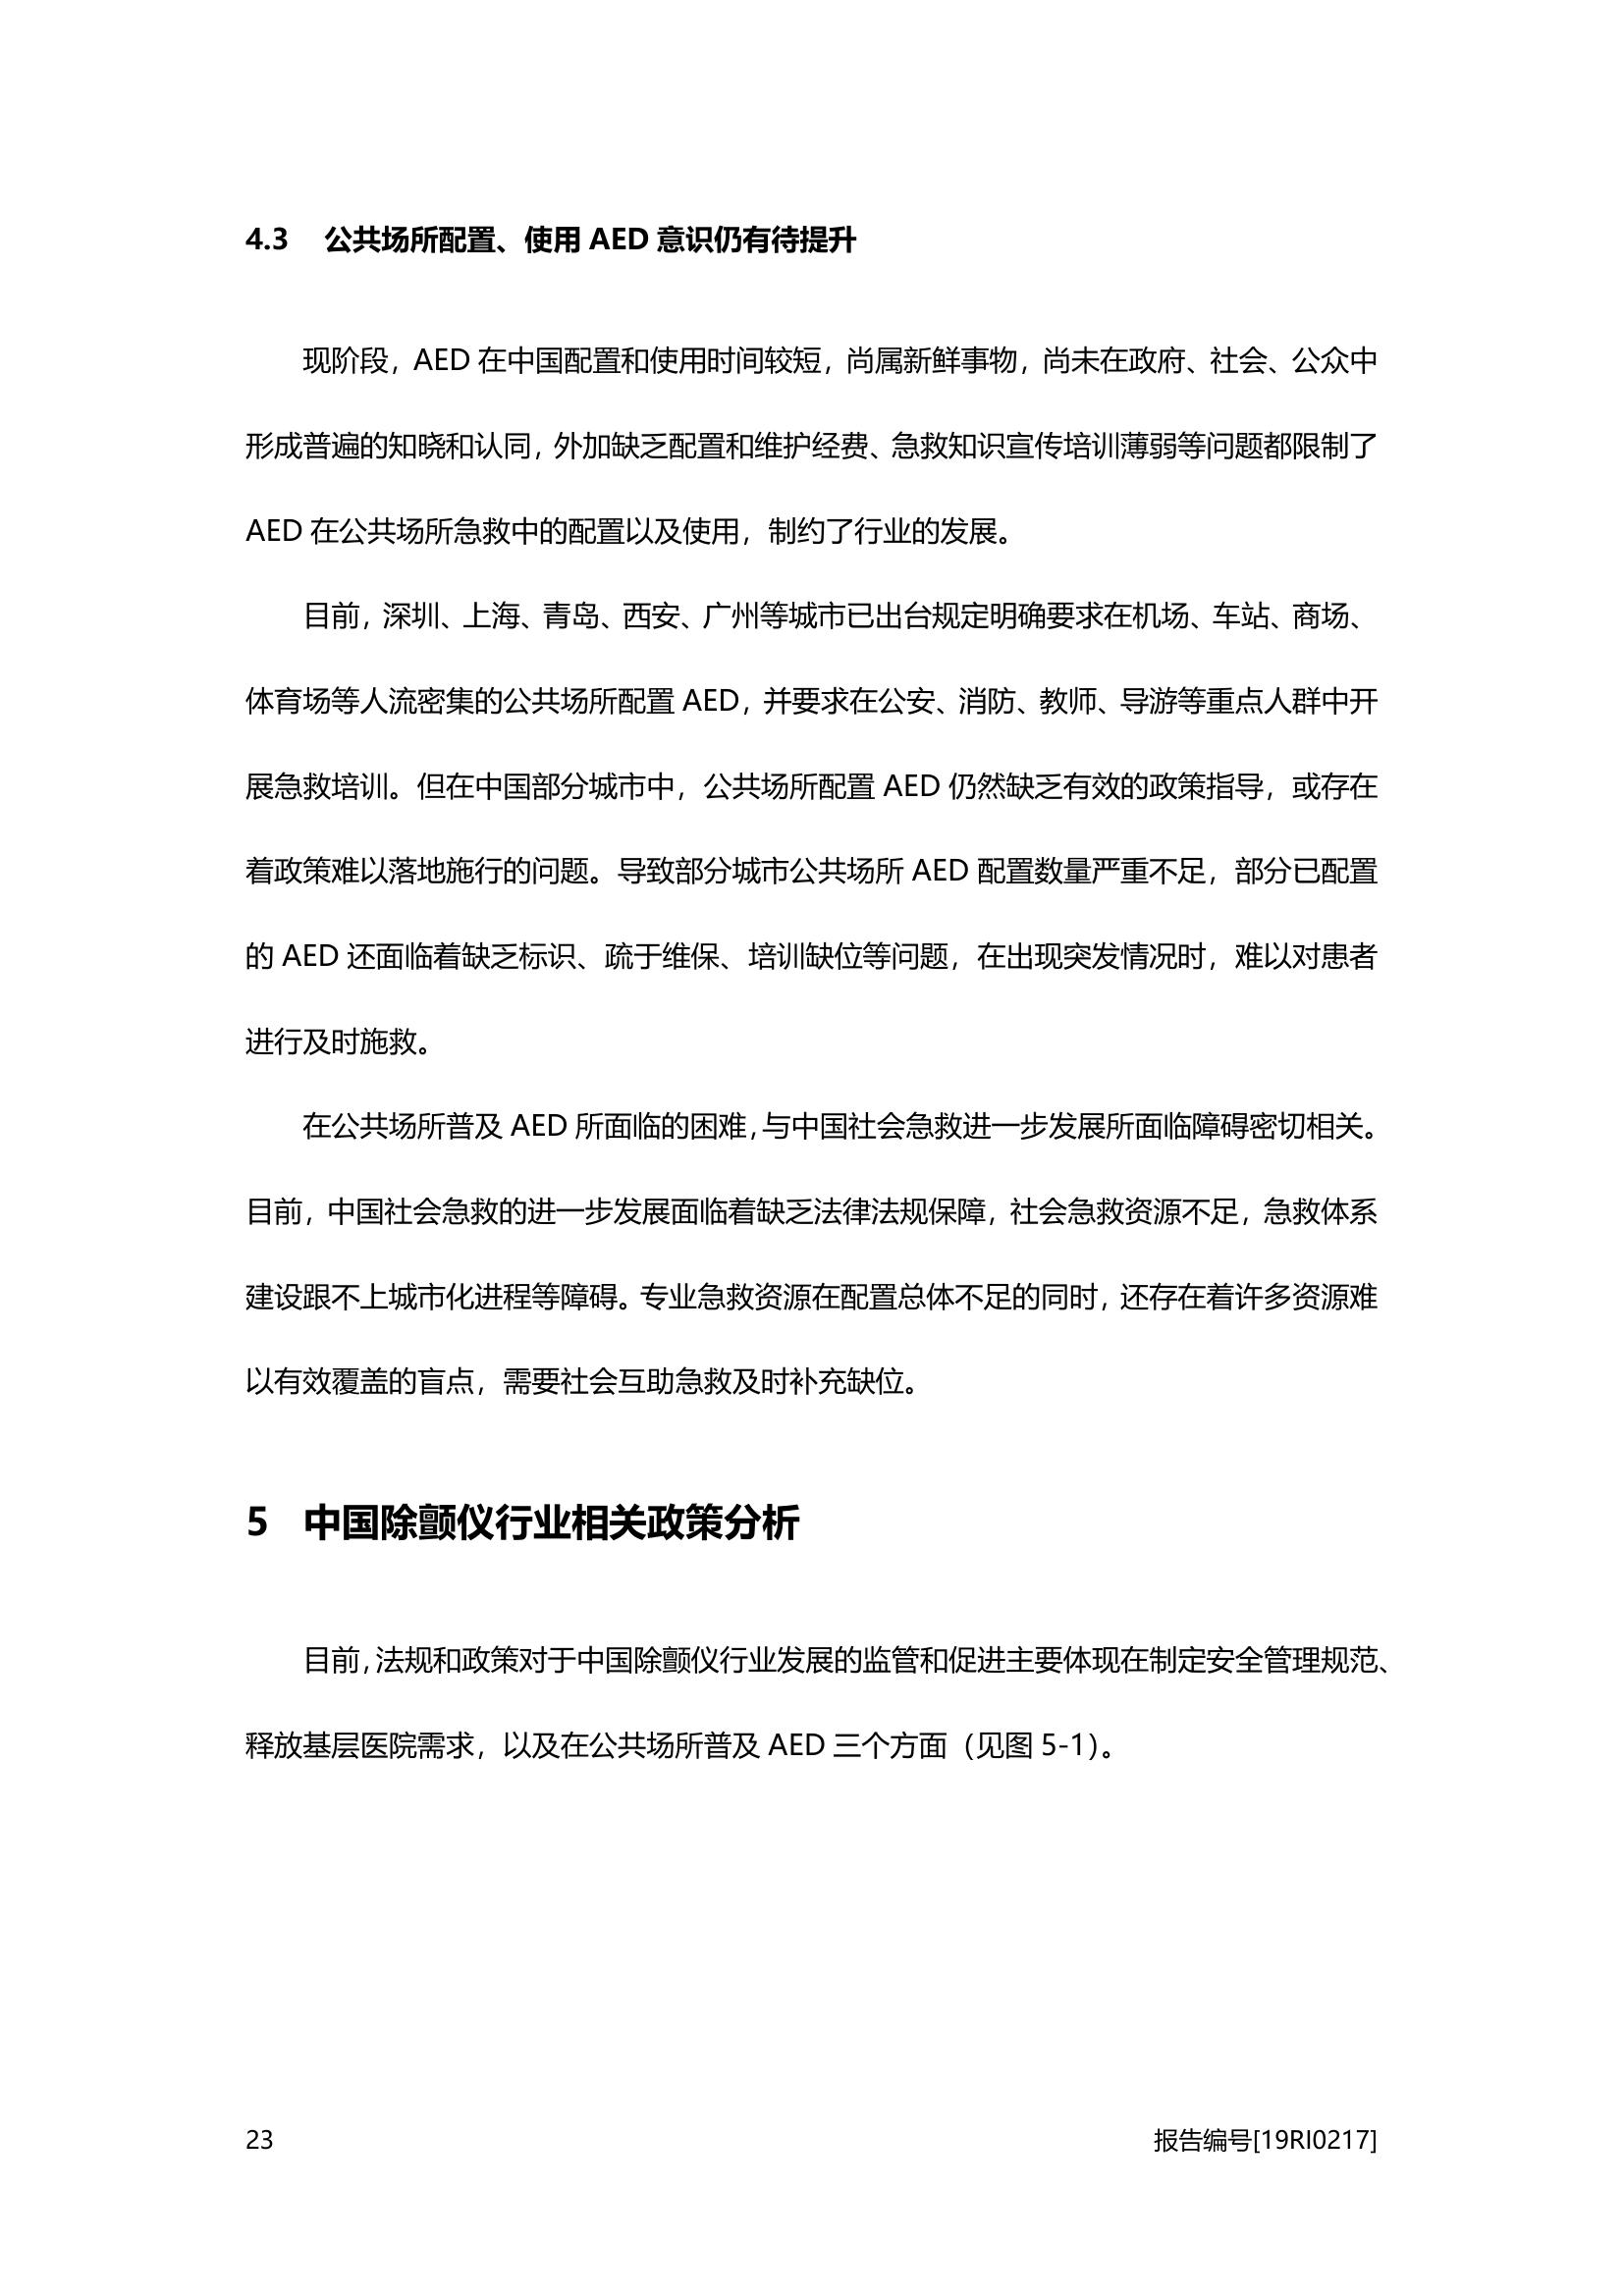 4.3 公共场所配置、使用 AED 意识仍有待提升
现阶段，AED 在中国配置和使用时间较短，尚属新鲜事物，尚未在政府、社会、公众中
形成普遍的知晓和认同，外加缺乏配置和维护经费、急救知识宣传培训薄弱等问题都限制了
AED 在公共场所急救中的配置以及使用，制约了行业的发展。
目前，深圳、上海、青岛、西安、广州等城市已出台规定明确要求在机场、车站、商场、
体育场等人流密集的公共场所配置 AED，并要求在公安、消防、教师、导游等重点人群中开
展急救培训。但在中国部分城市中，公共场所配置 AED 仍然缺乏有效的政策指导，或存在
着政策难以落地施行的问题。导致部分城市公共场所 AED 配置数量严重不足，部分已配置
的 AED 还面临着缺乏标识、疏于维保、培训缺位等问题，在出现突发情况时，难以对患者
进行及时施救。
在公共场所普及 AED 所面临的困难，与中国社会急救进一步发展所面临障碍密切相关。
目前，中国社会急救的进一步发展面临着缺乏法律法规保障，社会急救资源不足，急救体系
建设跟不上城市化进程等障碍。专业急救资源在配置总体不足的同时，还存在着许多资源难
以有效覆盖的盲点，需要社会互助急救及时补充缺位。
5 中国除颤仪行业相关政策分析
目前，法规和政策对于中国除颤仪行业发展的监管和促进主要体现在制定安全管理规范、
释放基层医院需求，以及在公共场所普及 AED 三个方面（见图 5-1）。
23 报告编号[19RI0217]